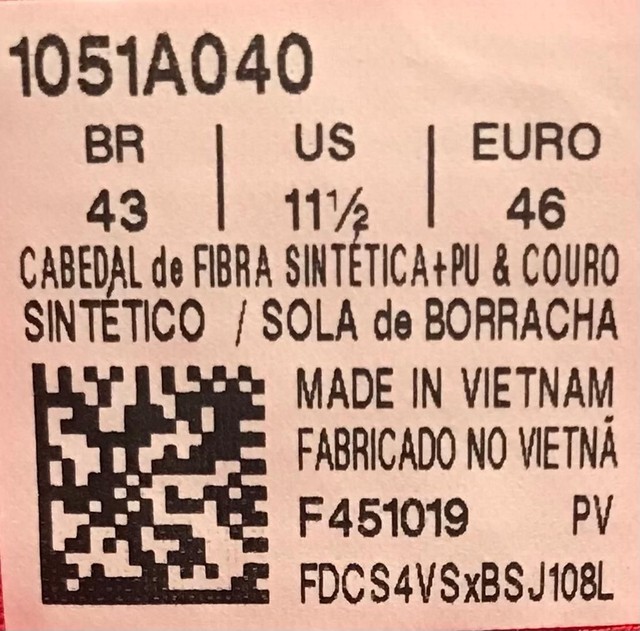 1051A040
BR | US | EURO
43 | 11½ | 46
CABEDAL de FIBRA SINTÉTICA+PU & COURO
SINTÉTICO / SOLA de BORRACHA
MADE IN VIETNAM
FABRICADO NO VIETNÃ
F451019 PV
FDCS4VSxBSJ108L